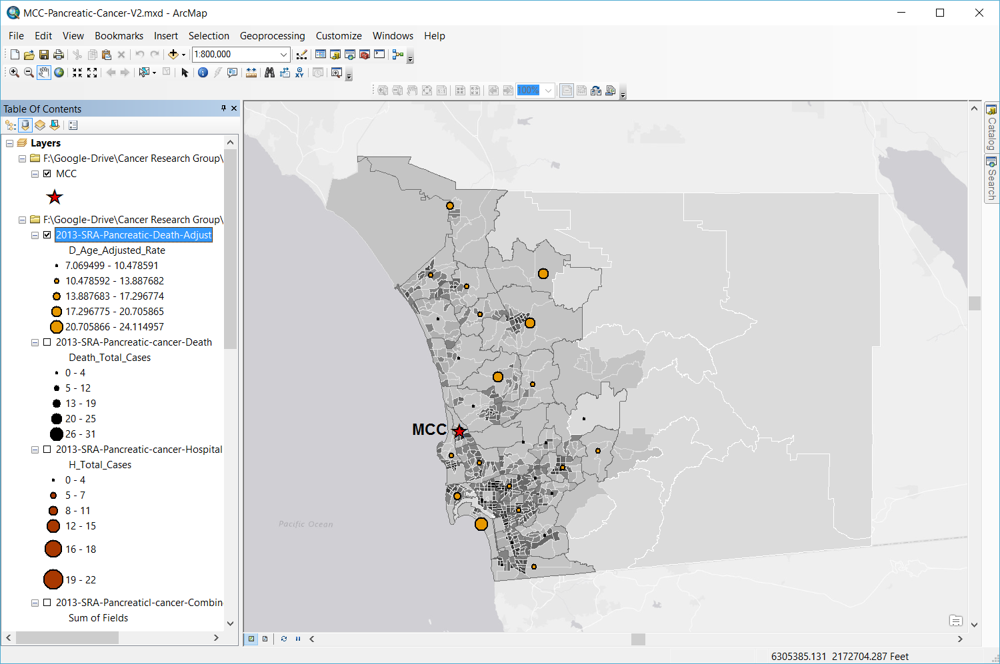 MCC-Pancreatic-Cancer-V2.mxd - ArcMap
File Edit View Bookmarks Insert Selection Geoprocessing Customize Windows Help
1:800,000
XY
100%
Table Of Contents
Layers
F:\Google-Drive\Cancer Research Group\
MCC
F:\Google-Drive\Cancer Research Group\
2013-SRA-Pancreatic-Death-Adjust
D_Age_Adjusted_Rate
7.069499 - 10.478591
10.478592 - 13.887682
13.887683 - 17.296774
17.296775 - 20.705865
20.705866 - 24.114957
2013-SRA-Pancreatic-cancer-Death
Death_Total_Cases
0 - 4
5 - 12
13 - 19
20 - 25
26 - 31
2013-SRA-Pancreatic-cancer-Hospital
H_Total_Cases
0 - 4
5 - 7
8 - 11
12 - 15
16 - 18
19 - 22
2013-SRA-Pancreaticl-cancer-Combin
Sum of Fields
MCC
Pacific Ocean
Catalog
Search
6305385.131 2172704.287 Feet